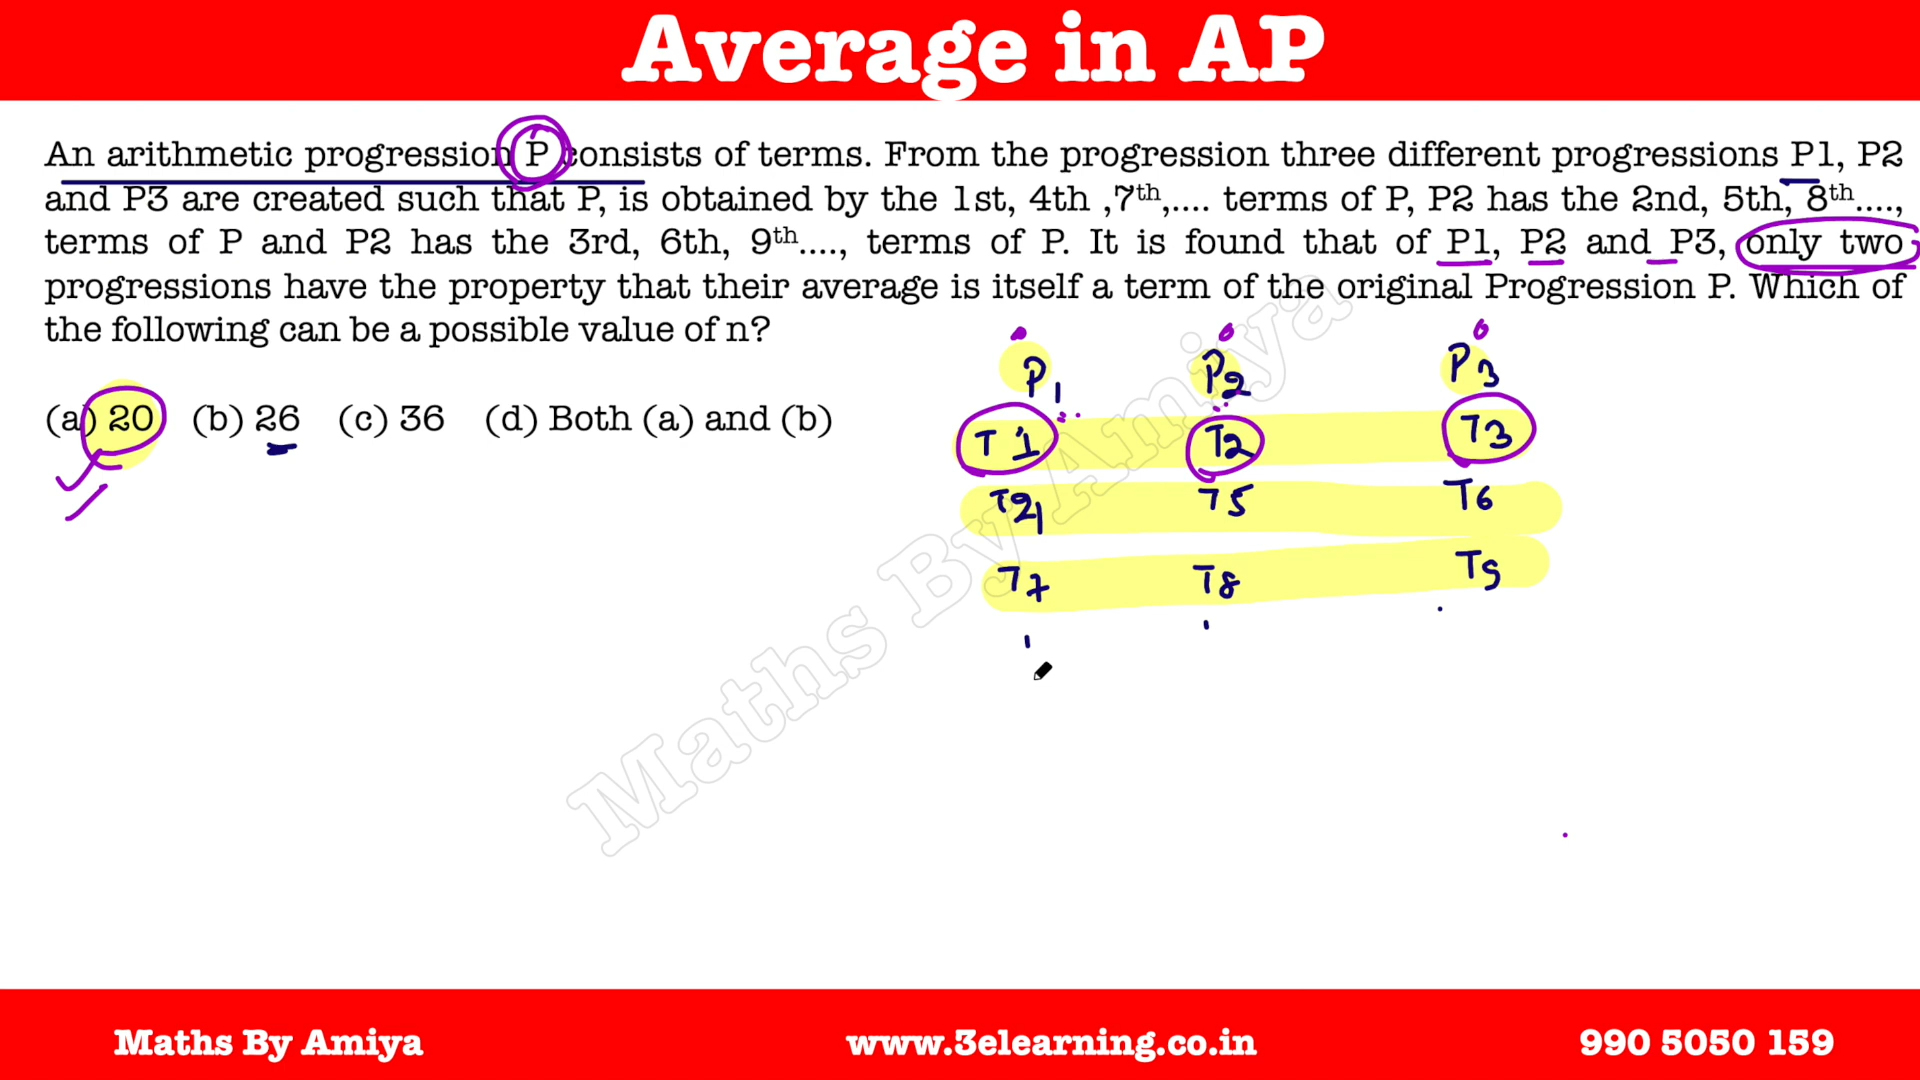 Average in AP
An arithmetic progression P consists of terms. From the progression three different progressions P1, P2
and P3 are created such that P, is obtained by the 1st, 4th ,7th,.... terms of P, P2 has the 2nd, 5th, 8th....,
terms of P and P2 has the 3rd, 6th, 9th...., terms of P. It is found that of P1, P2 and P3, only two
progressions have the property that their average is itself a term of the original Progression P. Which of
the following can be a possible value of n?
(a) 20 (b) 26 (c) 36 (d) Both (a) and (b)
P1 P2 P3
T1 T2 T3
T4 T5 T6
T7 T8 T9
Maths By Amiya
Maths By Amiya www.3elearning.co.in 990 5050 159